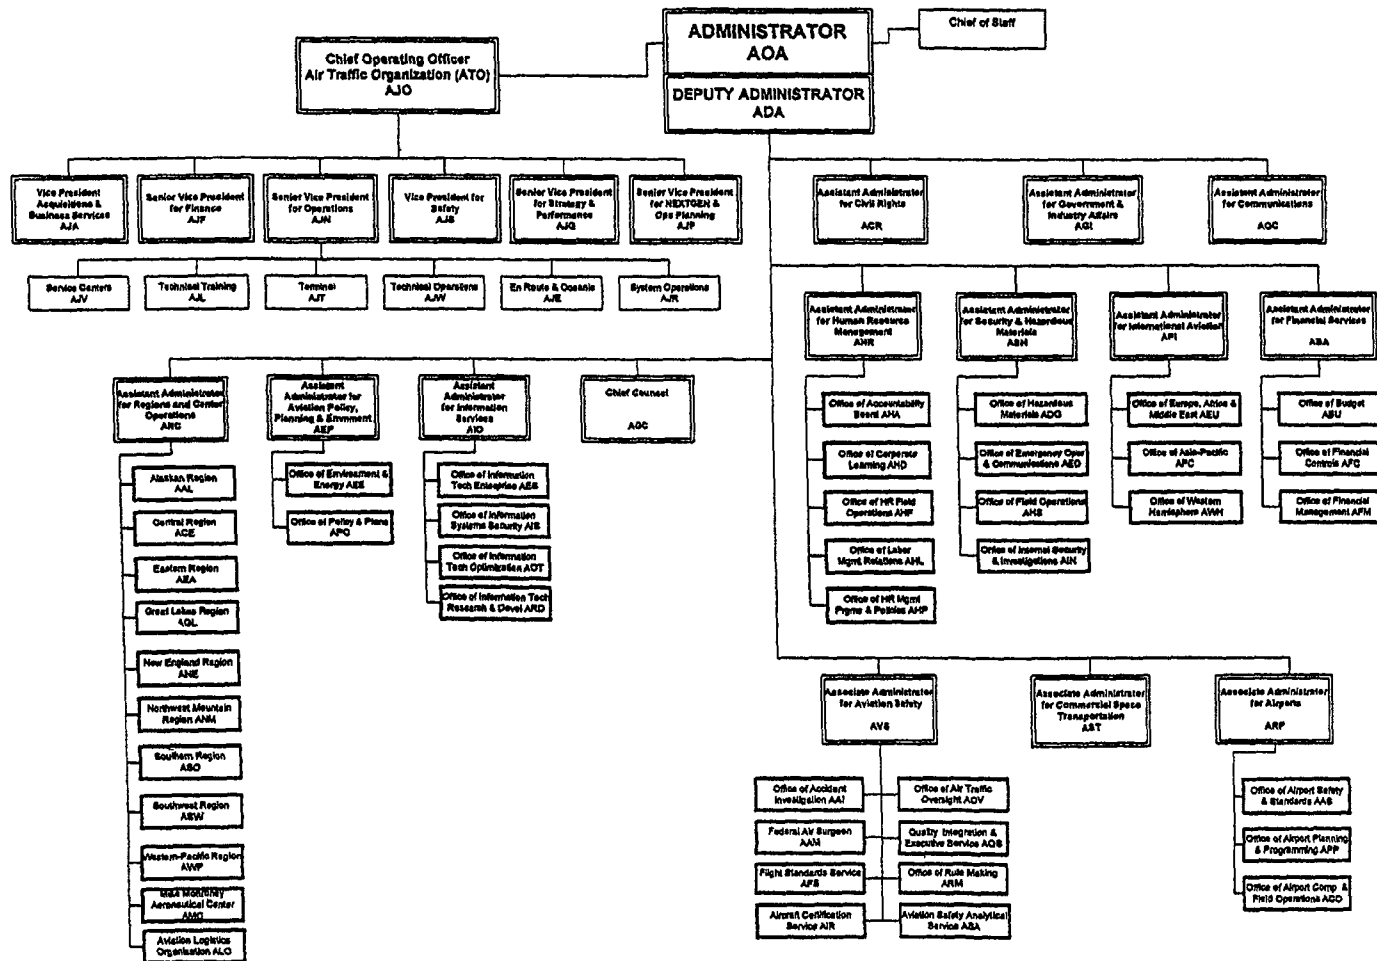 ADMINISTRATOR
AOA
DEPUTY ADMINISTRATOR
ADA
Chief of Staff
Chief Operating Officer
Air Traffic Organization (ATO)
AJO
Vice President
Acquisitions &
Business Services
AJA
Senior Vice President
for Finance
AJF
Senior Vice President
for Operations
AJN
Vice President for
Safety
AJS
Senior Vice President
for Strategy &
Performance
AJG
Senior Vice President
for NEXTGEN &
Ops Planning
AJP
Service Centers
AJV
Technical Training
AJL
Terminal
AJT
Technical Operations
AJW
En Route & Oceanic
AJE
System Operations
AJR
Assistant Administrator
for Civil Rights
ACR
Assistant Administrator
for Government &
Industry Affairs
AGI
Assistant Administrator
for Communications
AOC
Assistant Administrator
for Human Resource
Management
AHR
Assistant Administrator
for Security & Hazardous
Materials
ASH
Assistant Administrator
for International Aviation
API
Assistant Administrator
for Financial Services
ABA
Office of Accountability
Board AHA
Office of Corporate
Learning AHD
Office of HR Field
Operations AHF
Office of Labor
Mgmt Relations AHL
Office of HR Mgmt
Prgms & Policies AHP
Office of Hazardous
Materials ADG
Office of Emergency Oper
& Communications AEO
Office of Field Operations
AHS
Office of Internal Security
& Investigations AIN
Office of Europe, Africa &
Middle East AEU
Office of Asia-Pacific
APC
Office of Western
Hemisphere AWH
Office of Budget
ABU
Office of Financial
Controls AFC
Office of Financial
Management AFM
Assistant Administrator
for Regions and Center
Operations
ARC
Assistant
Administrator for
Aviation Policy,
Planning & Envrnment
AEP
Assistant
Administrator
for Information
Services
AIO
Chief Counsel
AGC
Alaskan Region
AAL
Central Region
ACE
Eastern Region
AEA
Great Lakes Region
AGL
New England Region
ANE
Northwest Mountain
Region ANM
Southern Region
ASO
Southwest Region
ASW
Western-Pacific Region
AWP
Mike Monroney
Aeronautical Center
AMC
Aviation Logistics
Organization ALO
Office of Environment &
Energy AEE
Office of Policy & Plans
APO
Office of Information
Tech Enterprise AES
Office of Information
Systems Security AIS
Office of Information
Tech Optimization AOT
Office of Information Tech
Research & Devel ARD
Associate Administrator
for Aviation Safety
AVS
Associate Administrator
for Commercial Space
Transportation
AST
Associate Administrator
for Airports
ARP
Office of Accident
Investigation AAI
Office of Air Traffic
Oversight AOV
Federal Air Surgeon
AAM
Quality Integration &
Executive Service AQS
Flight Standards Service
AFS
Office of Rule Making
ARM
Aircraft Certification
Service AIR
Aviation Safety Analytical
Service ASA
Office of Airport Safety
& Standards AAS
Office of Airport Planning
& Programming APP
Office of Airport Comp &
Field Operations ACO